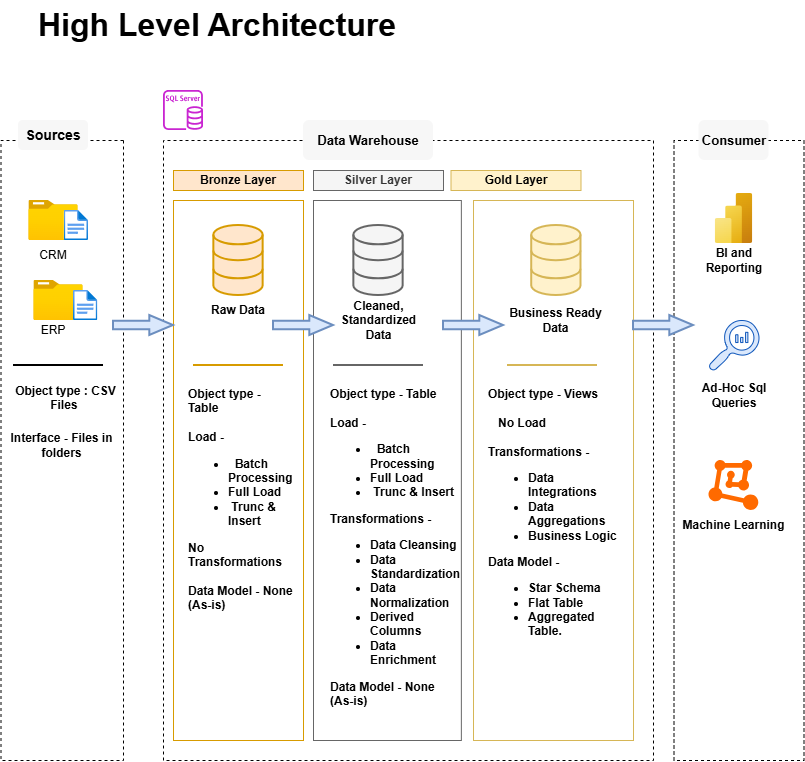 High Level Architecture
SQL Server
Sources
CRM
ERP
Object type : CSV
Files
Interface - Files in
folders
Data Warehouse
Bronze Layer
Raw Data
Object type -
Table
Load -
• Batch
Processing
• Full Load
• Trunc &
Insert
No
Transformations
Data Model - None
(As-is)
Silver Layer
Cleaned,
Standardized
Data
Object type - Table
Load -
• Batch
Processing
• Full Load
• Trunc & Insert
Transformations -
• Data Cleansing
• Data
Standardization
• Data
Normalization
• Derived
Columns
• Data
Enrichment
Data Model - None
(As-is)
Gold Layer
Business Ready
Data
Object type - Views
No Load
Transformations -
• Data
Integrations
• Data
Aggregations
• Business Logic
Data Model -
• Star Schema
• Flat Table
• Aggregated
Table.
Consumer
BI and
Reporting
Ad-Hoc Sql
Queries
Machine Learning